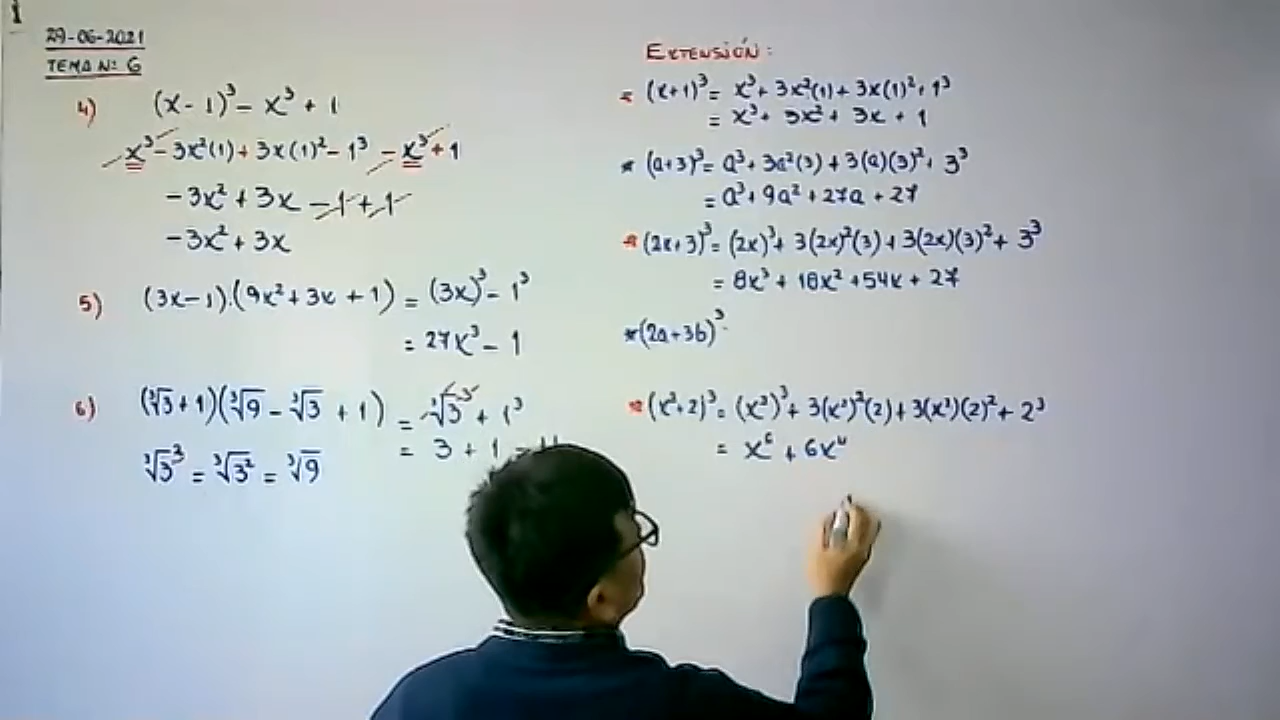 1
29-06-2021
TEMA Nº 6
4) (x-1)³ - x³ + 1
x³ - 3x²(1) + 3x(1)² - 1³ - x³ + 1
-3x² + 3x - 1 + 1
-3x² + 3x
5) (3x-1).(9x² + 3x + 1) = (3x)³ - 1³
= 27x³ - 1
6) (∛3 + 1)(∛9 - ∛3 + 1) = ∛3³ + 1³
= 3 + 1
∛3³ = ∛3² = ∛9
EXTENSIÓN:
* (x+1)³ = x³ + 3x²(1) + 3x(1)² + 1³
= x³ + 3x² + 3x + 1
* (a+3)³ = a³ + 3a²(3) + 3(a)(3)² + 3³
= a³ + 9a² + 27a + 27
* (2x+3)³ = (2x)³ + 3(2x)²(3) + 3(2x)(3)² + 3³
= 8x³ + 18x² + 54x + 27
* (2a+3b)³
* (x²+2)³ = (x²)³ + 3(x²)²(2) + 3(x²)(2)² + 2³
= x⁶ + 6x⁴